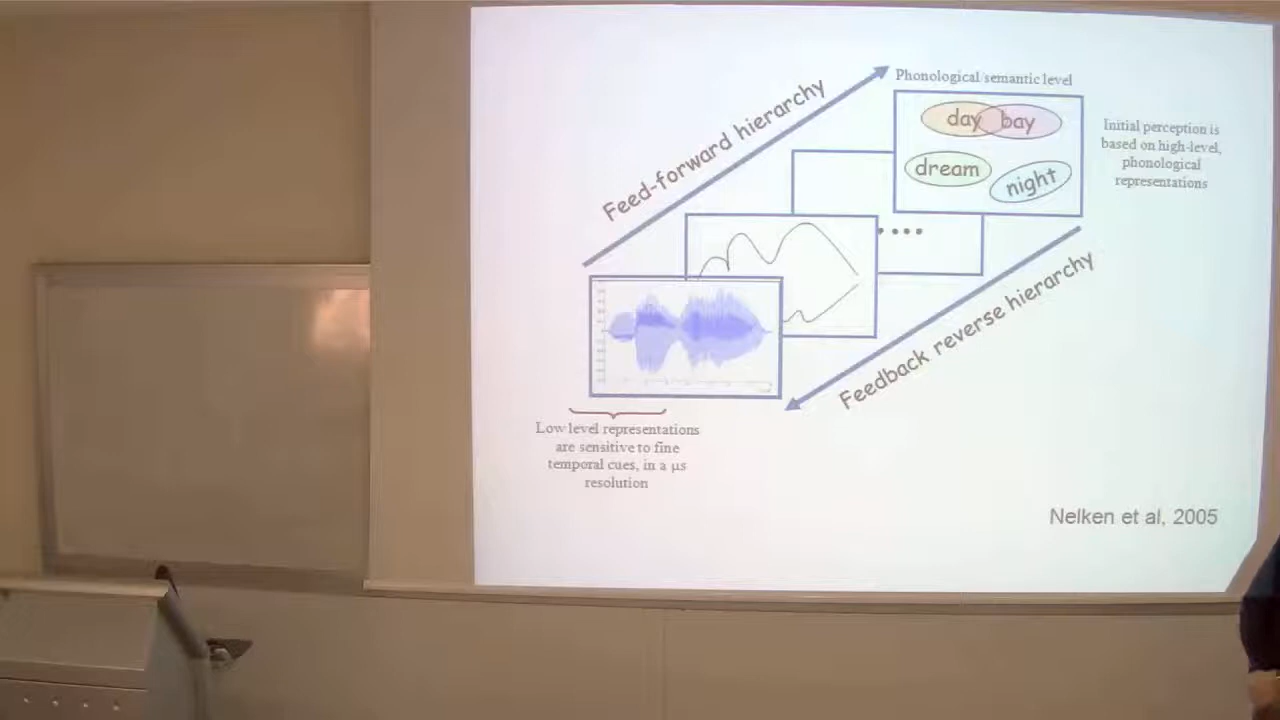 Phonological/semantic level
Feed-forward hierarchy
day bay
dream
night
Initial perception is
based on high-level,
phonological
representations
Feedback reverse hierarchy
Low level representations
are sensitive to fine
temporal cues, in a μs
resolution
Nelken et al, 2005